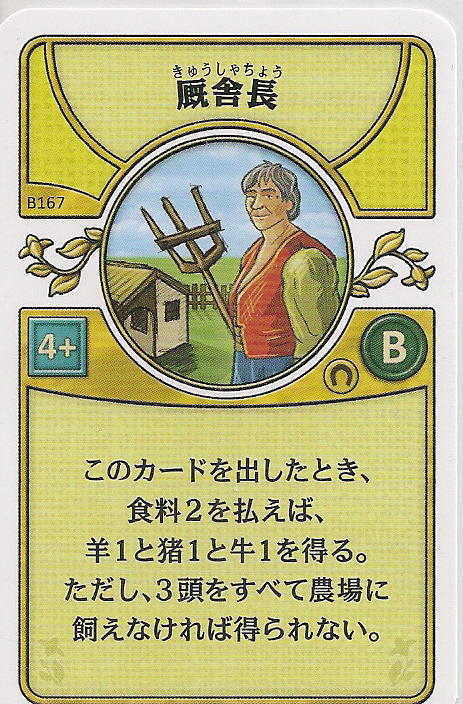 きゅうしゃちょう
厩舎長
B167
4+
B
このカードを出したとき、
食料2を払えば、
羊1と猪1と牛1を得る。
ただし、3頭をすべて農場に
飼えなければ得られない。